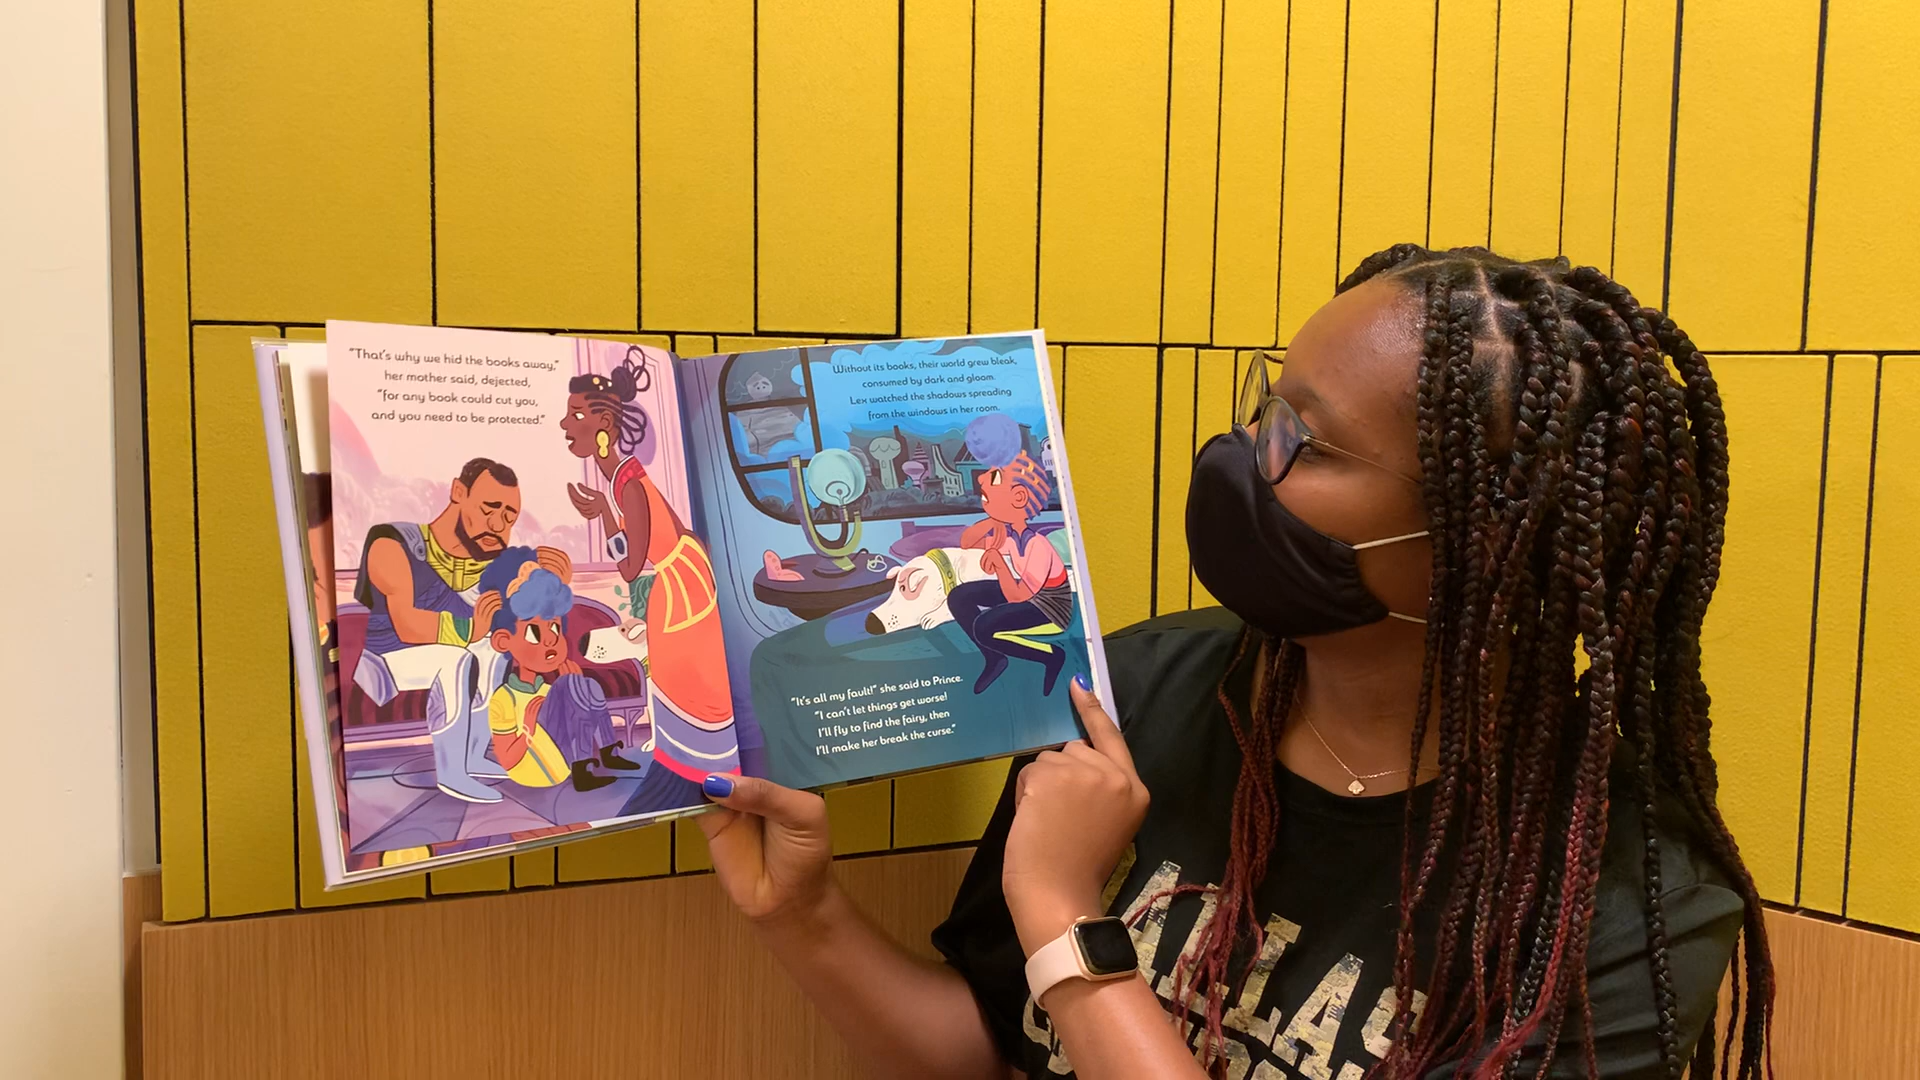 "That's why we hid the books away,"
her mother said, dejected,
"for any book could cut you,
and you need to be protected."
Without its books, their world grew bleak,
consumed by dark and gloom.
Lex watched the shadows spreading
from the windows in her room.
"It's all my fault!" she said to Prince.
"I can't let things get worse!
I'll fly to find the fairy, then
I'll make her break the curse."
DALLAS